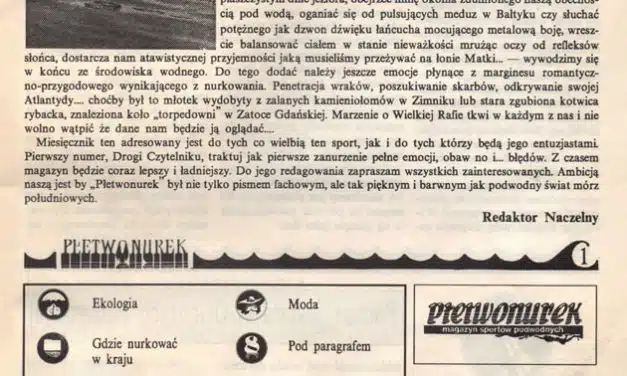 piaszczystym dnie jeziora, obejrzeć minę okonia zdumionego naszą obecnoś-
cią pod wodą, oganiać się od pulsujących meduz w Bałtyku czy słuchać
potężnego jak dzwon dźwięku łańcucha mocującego metalową boję, wresz-
cie balansować ciałem w stanie nieważkości mrużąc oczy od refleksów
słońca, dostarcza nam atawistycznej przyjemności jaką musieliśmy przeżywać na łonie Matki... — wywodzimy się
w końcu ze środowiska wodnego. Do tego dodać należy jeszcze emocje płynące z marginesu romantycz-
no-przygodowego wynikającego z nurkowania. Penetracja wraków, poszukiwanie skarbów, odkrywanie swojej
Atlantydy.... choćby był to młotek wydobyty z zalanych kamieniołomów w Zimniku lub stara zgubiona kotwica
rybacka, znaleziona koło „torpedowni” w Zatoce Gdańskiej. Marzenie o Wielkiej Rafie tkwi w każdym z nas i nie
wolno wątpić że dane nam będzie ją oglądać....
Miesięcznik ten adresowany jest do tych co wielbią ten sport, jak i do tych którzy będą jego entuzjastami.
Pierwszy numer, Drogi Czytelniku, traktuj jak pierwsze zanurzenie pełne emocji, obaw no i... błędów. Z czasem
magazyn będzie coraz lepszy i ładniejszy. Do jego redagowania zapraszam wszystkich zainteresowanych. Ambicją
naszą jest by „Płetwonurek” był nie tylko pismem fachowym, ale tak pięknym i barwnym jak podwodny świat mórz
południowych.
Redaktor Naczelny
PŁETWONUREK
1
Ekologia
Moda
płetwonurek
magazyn sportów podwodnych
Gdzie nurkować
w kraju
§ Pod paragrafem